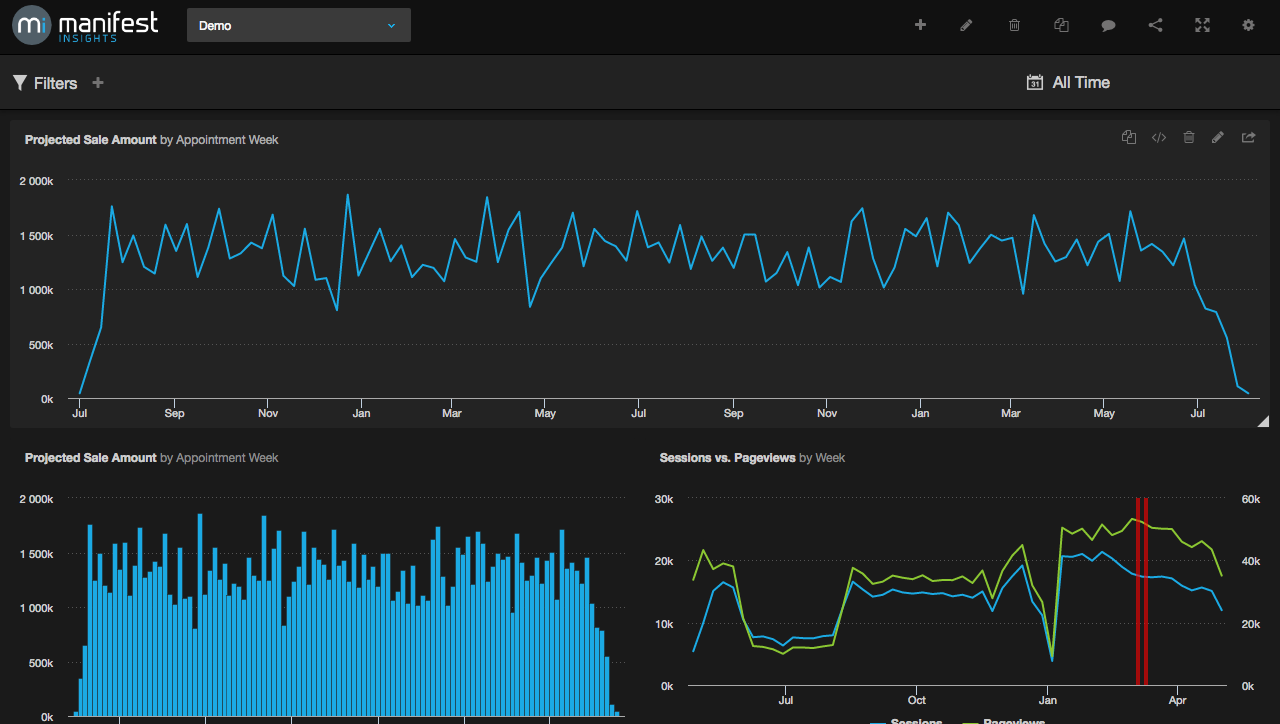 mi manifest
INSIGHTS
Demo
Filters
31 All Time
Projected Sale Amount by Appointment Week
2 000k
1 500k
1 000k
500k
0k
Jul Sep Nov Jan Mar May Jul Sep Nov Jan Mar May Jul
Projected Sale Amount by Appointment Week
2 000k
1 500k
1 000k
500k
0k
Sessions vs. Pageviews by Week
30k
20k
10k
0k
60k
40k
20k
0k
Jul Oct Jan Apr
Sessions Pageviews